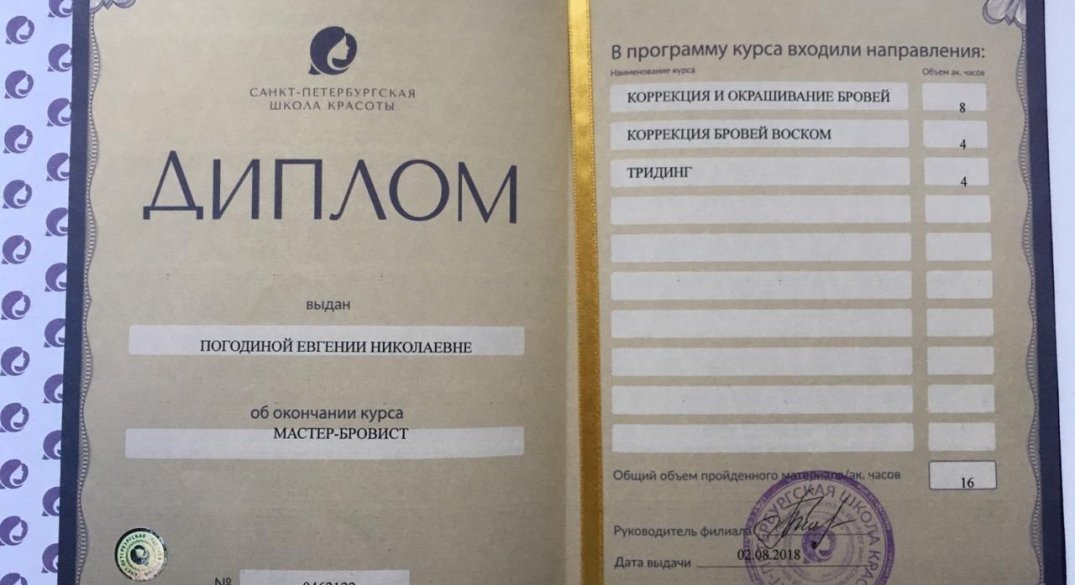 САНКТ-ПЕТЕРБУРГСКАЯ
ШКОЛА КРАСОТЫ
ДИПЛОМ
выдан
ПОГОДИНОЙ ЕВГЕНИИ НИКОЛАЕВНЕ
об окончании курса
МАСТЕР-БРОВИСТ
№
В программу курса входили направления:
Наименование курса Объем ак. часов
КОРРЕКЦИЯ И ОКРАШИВАНИЕ БРОВЕЙ 8
КОРРЕКЦИЯ БРОВЕЙ ВОСКОМ 4
ТРИДИНГ 4
Общий объем пройденного материала/ак. часов 16
Руководитель филиала
Дата выдачи 02.08.2018